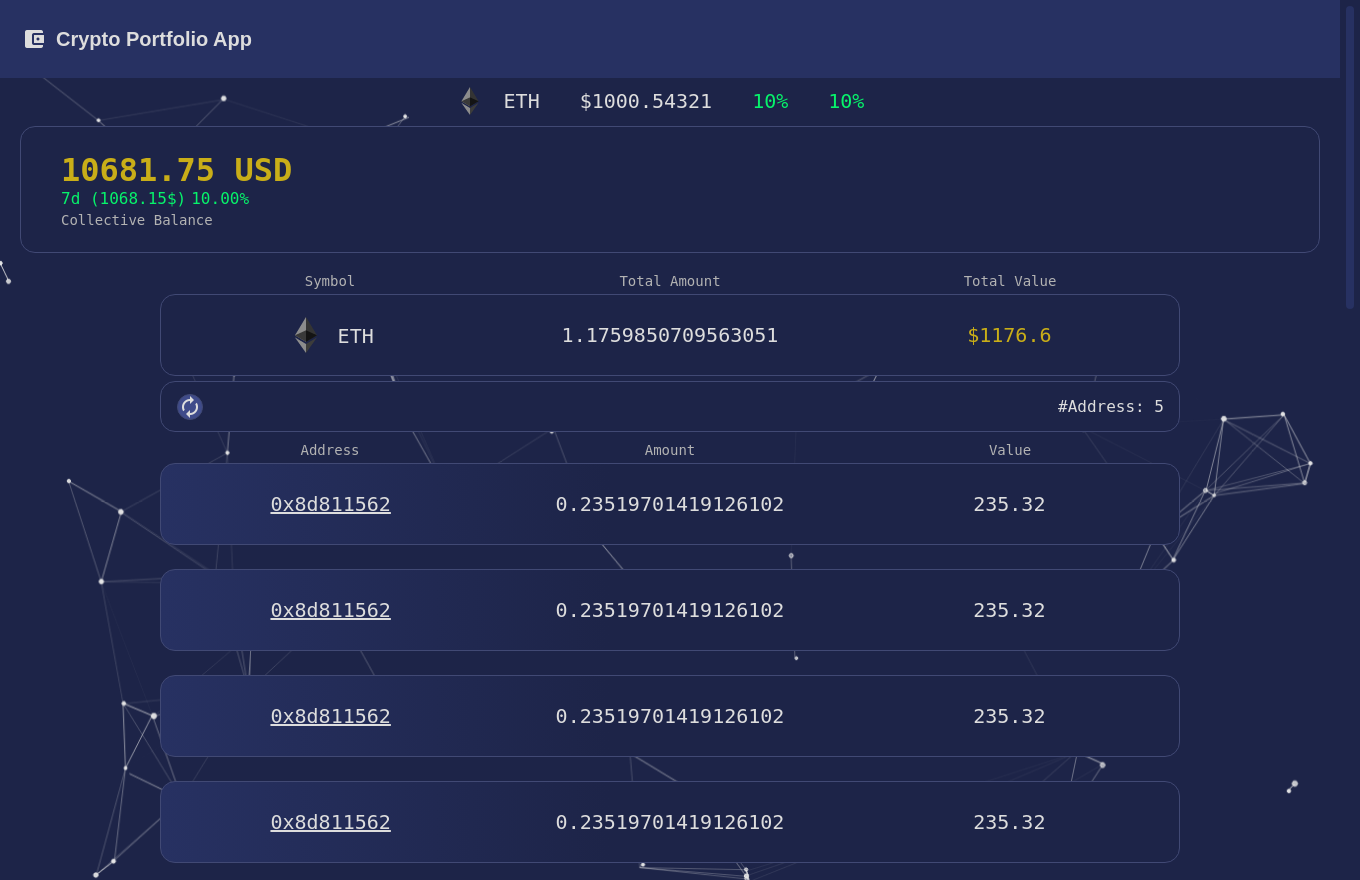 Crypto Portfolio App
ETH $1000.54321 10% 10%
10681.75 USD
7d (1068.15$) 10.00%
Collective Balance
Symbol Total Amount Total Value
ETH 1.1759850709563051 $1176.6
#Address: 5
Address Amount Value
0x8d811562 0.23519701419126102 235.32
0x8d811562 0.23519701419126102 235.32
0x8d811562 0.23519701419126102 235.32
0x8d811562 0.23519701419126102 235.32